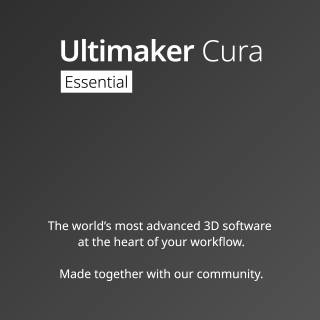 Ultimaker Cura
Essential
The world's most advanced 3D software
at the heart of your workflow.
Made together with our community.